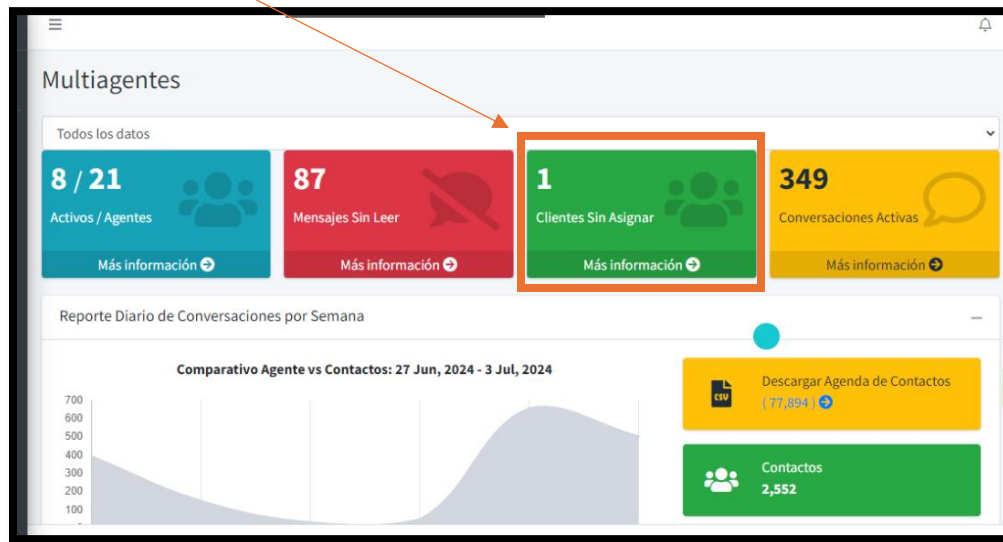 Multiagentes
Todos los datos
8 / 21
Activos / Agentes
Más información
87
Mensajes Sin Leer
Más información
1
Clientes Sin Asignar
Más información
349
Conversaciones Activas
Más información
Reporte Diario de Conversaciones por Semana
Comparativo Agente vs Contactos: 27 Jun, 2024 - 3 Jul, 2024
700
600
500
400
300
200
100
CSV
Descargar Agenda de Contactos
( 77,894 )
Contactos
2,552